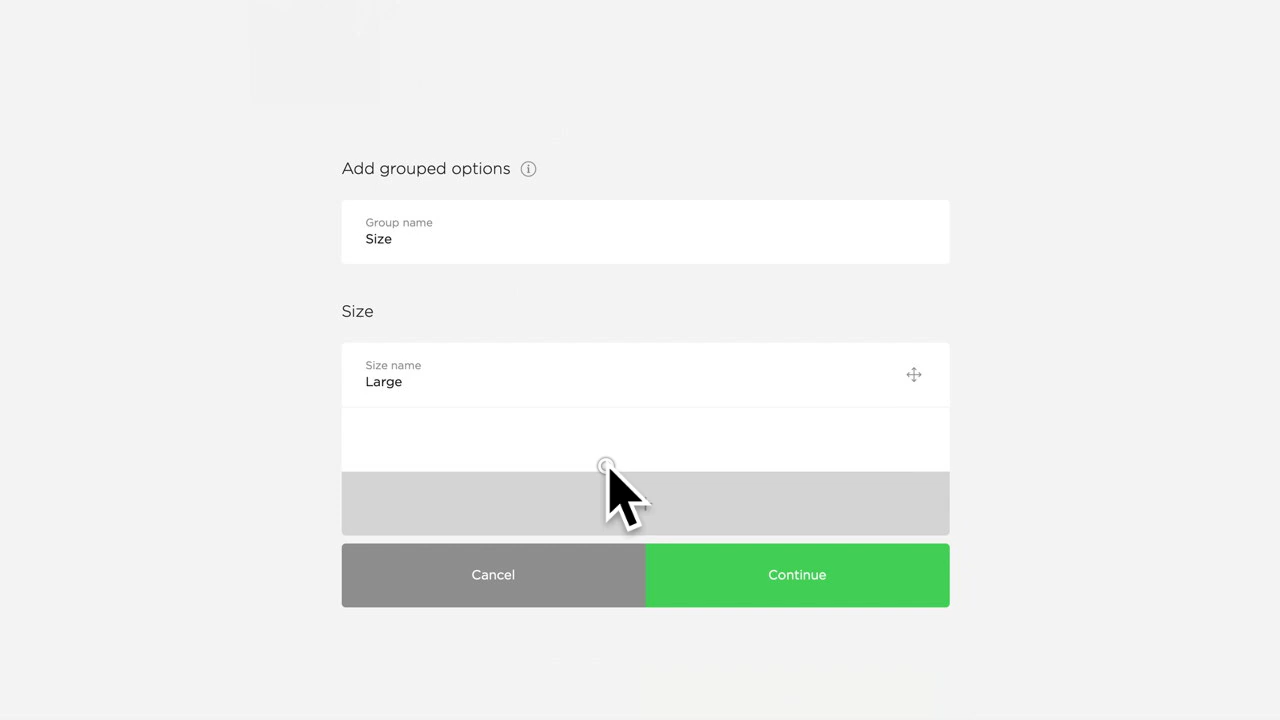 Add grouped options
Group name
Size
Size
Size name
Large
Cancel
Continue